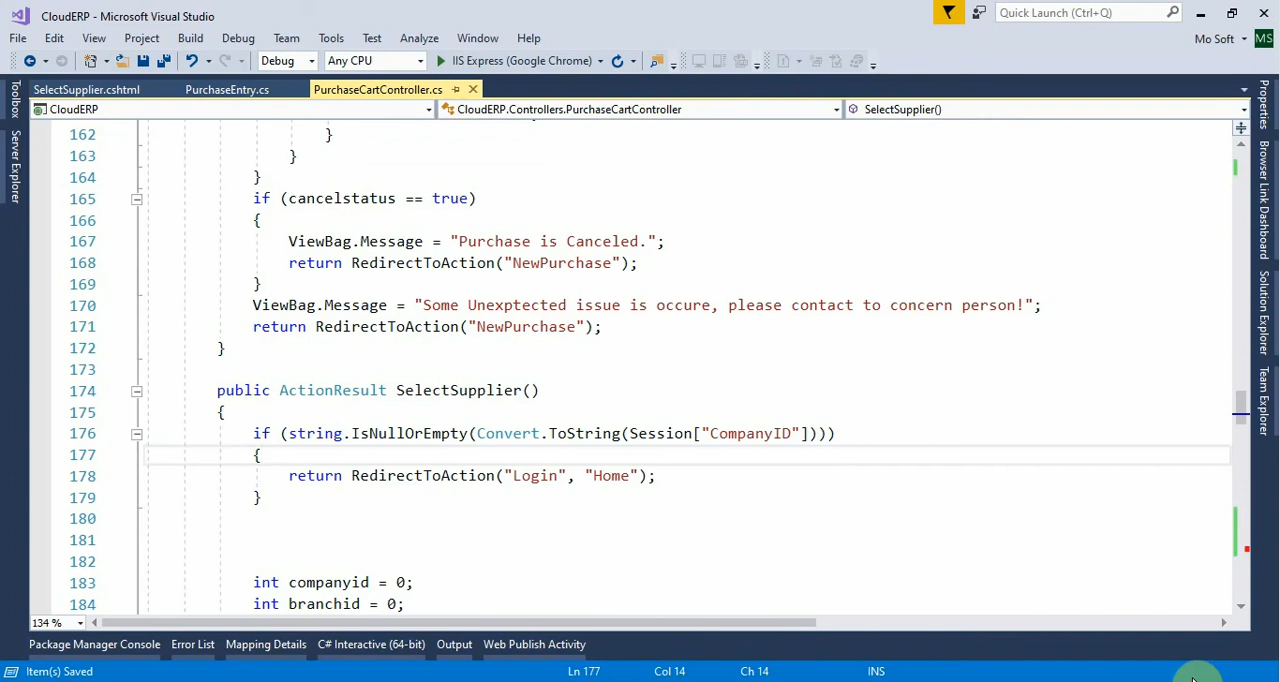 CloudERP - Microsoft Visual Studio
Quick Launch (Ctrl+Q)
File Edit View Project Build Debug Team Tools Test Analyze Window Help
Mo Soft MS
Debug Any CPU IIS Express (Google Chrome)
SelectSupplier.cshtml PurchaseEntry.cs PurchaseCartController.cs
CloudERP CloudERP.Controllers.PurchaseCartController SelectSupplier()
Toolbox
Server Explorer
Properties
Browser Link Dashboard
Solution Explorer
Team Explorer
162 }
163 }
164 }
165 if (cancelstatus == true)
166 {
167 ViewBag.Message = "Purchase is Canceled.";
168 return RedirectToAction("NewPurchase");
169 }
170 ViewBag.Message = "Some Unexptected issue is occure, please contact to concern person!";
171 return RedirectToAction("NewPurchase");
172 }
173
174 public ActionResult SelectSupplier()
175 {
176 if (string.IsNullOrEmpty(Convert.ToString(Session["CompanyID"])))
177 {
178 return RedirectToAction("Login", "Home");
179 }
180
181
182
183 int companyid = 0;
184 int branchid = 0;
134 %
Package Manager Console Error List Mapping Details C# Interactive (64-bit) Output Web Publish Activity
Item(s) Saved Ln 177 Col 14 Ch 14 INS